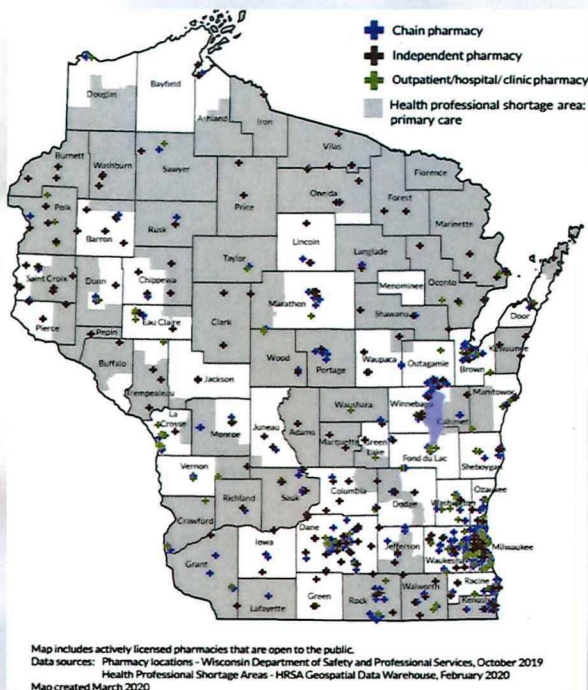 Chain pharmacy
Independent pharmacy
Outpatient/hospital/clinic pharmacy
Health professional shortage area:
primary care
Douglas
Bayfield
Ashland
Iron
Vilas
Burnett
Washburn
Sawyer
Florence
Oneida
Forest
Price
Polk
Marinette
Barron
Rusk
Lincoln
Langlade
Taylor
Saint Croix
Dunn
Chippewa
Menominee
Oconto
Marathon
Door
Pierce
Eau Claire
Clark
Shawano
Pepin
Kewaunee
Buffalo
Wood
Portage
Waupaca
Outagamie
Brown
Jackson
Trempealeau
Manitowoc
Waushara
Winnebago
Calumet
La
Crosse
Monroe
Juneau
Adams
Marquette
Green
Lake
Fond du Lac
Sheboygan
Vernon
Richland
Sauk
Columbia
Dodge
Washington
Ozaukee
Crawford
Dane
Iowa
Jefferson
Waukesha
Milwaukee
Grant
Racine
Green
Rock
Walworth
Kenosha
Lafayette
Map includes actively licensed pharmacies that are open to the public.
Data sources: Pharmacy locations - Wisconsin Department of Safety and Professional Services, October 2019
Health Professional Shortage Areas - HRSA Geospatial Data Warehouse, February 2020
Map created March 2020